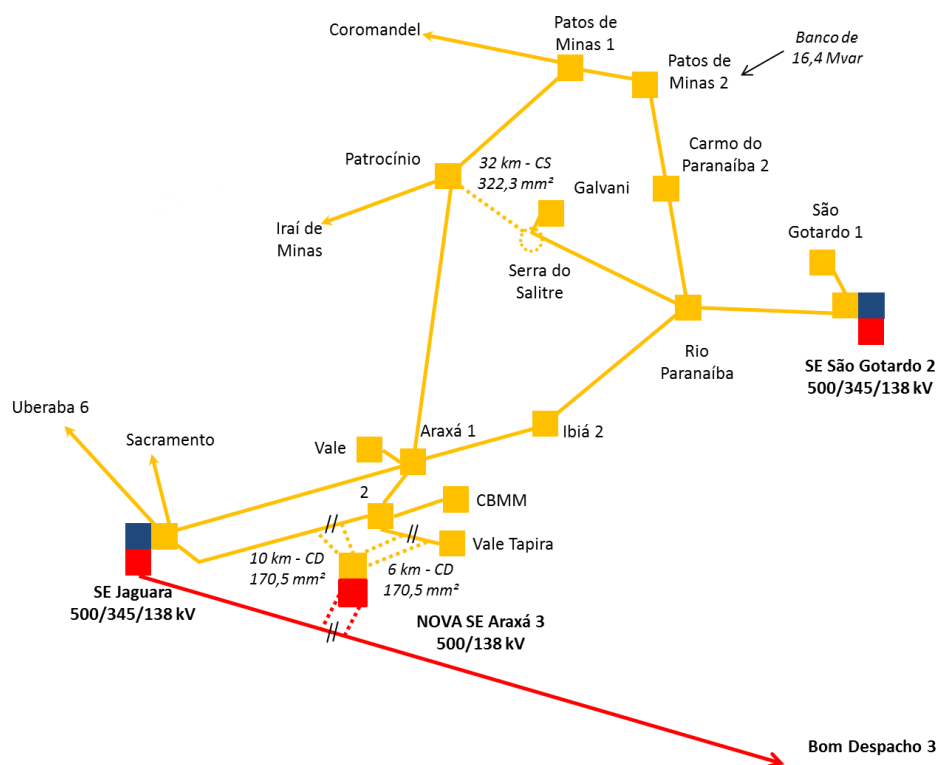 Patos de
Minas 1
Coromandel
Banco de
16,4 Mvar
Patos de
Minas 2
Patrocínio
32 km - CS
322,3 mm²
Galvani
Carmo do
Paranaíba 2
São
Gotardo 1
Iraí de
Minas
Serra do
Salitre
Rio
Paranaíba
SE São Gotardo 2
500/345/138 kV
Uberaba 6
Sacramento
Vale
Araxá 1
Ibiá 2
2
CBMM
Vale Tapira
10 km - CD
170,5 mm²
6 km - CD
170,5 mm²
SE Jaguara
500/345/138 kV
NOVA SE Araxá 3
500/138 kV
Bom Despacho 3